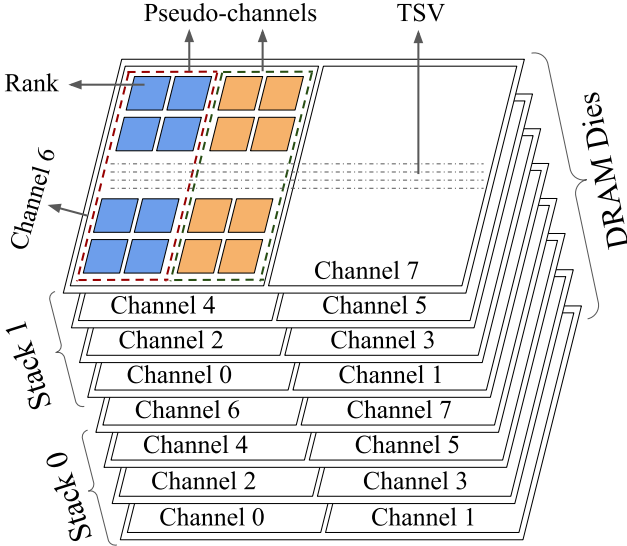 Pseudo-channels
TSV
Rank
Channel 6
DRAM Dies
Channel 7
Channel 4
Channel 5
Stack 1
Channel 2
Channel 3
Channel 0
Channel 1
Channel 6
Channel 7
Stack 0
Channel 4
Channel 5
Channel 2
Channel 3
Channel 0
Channel 1